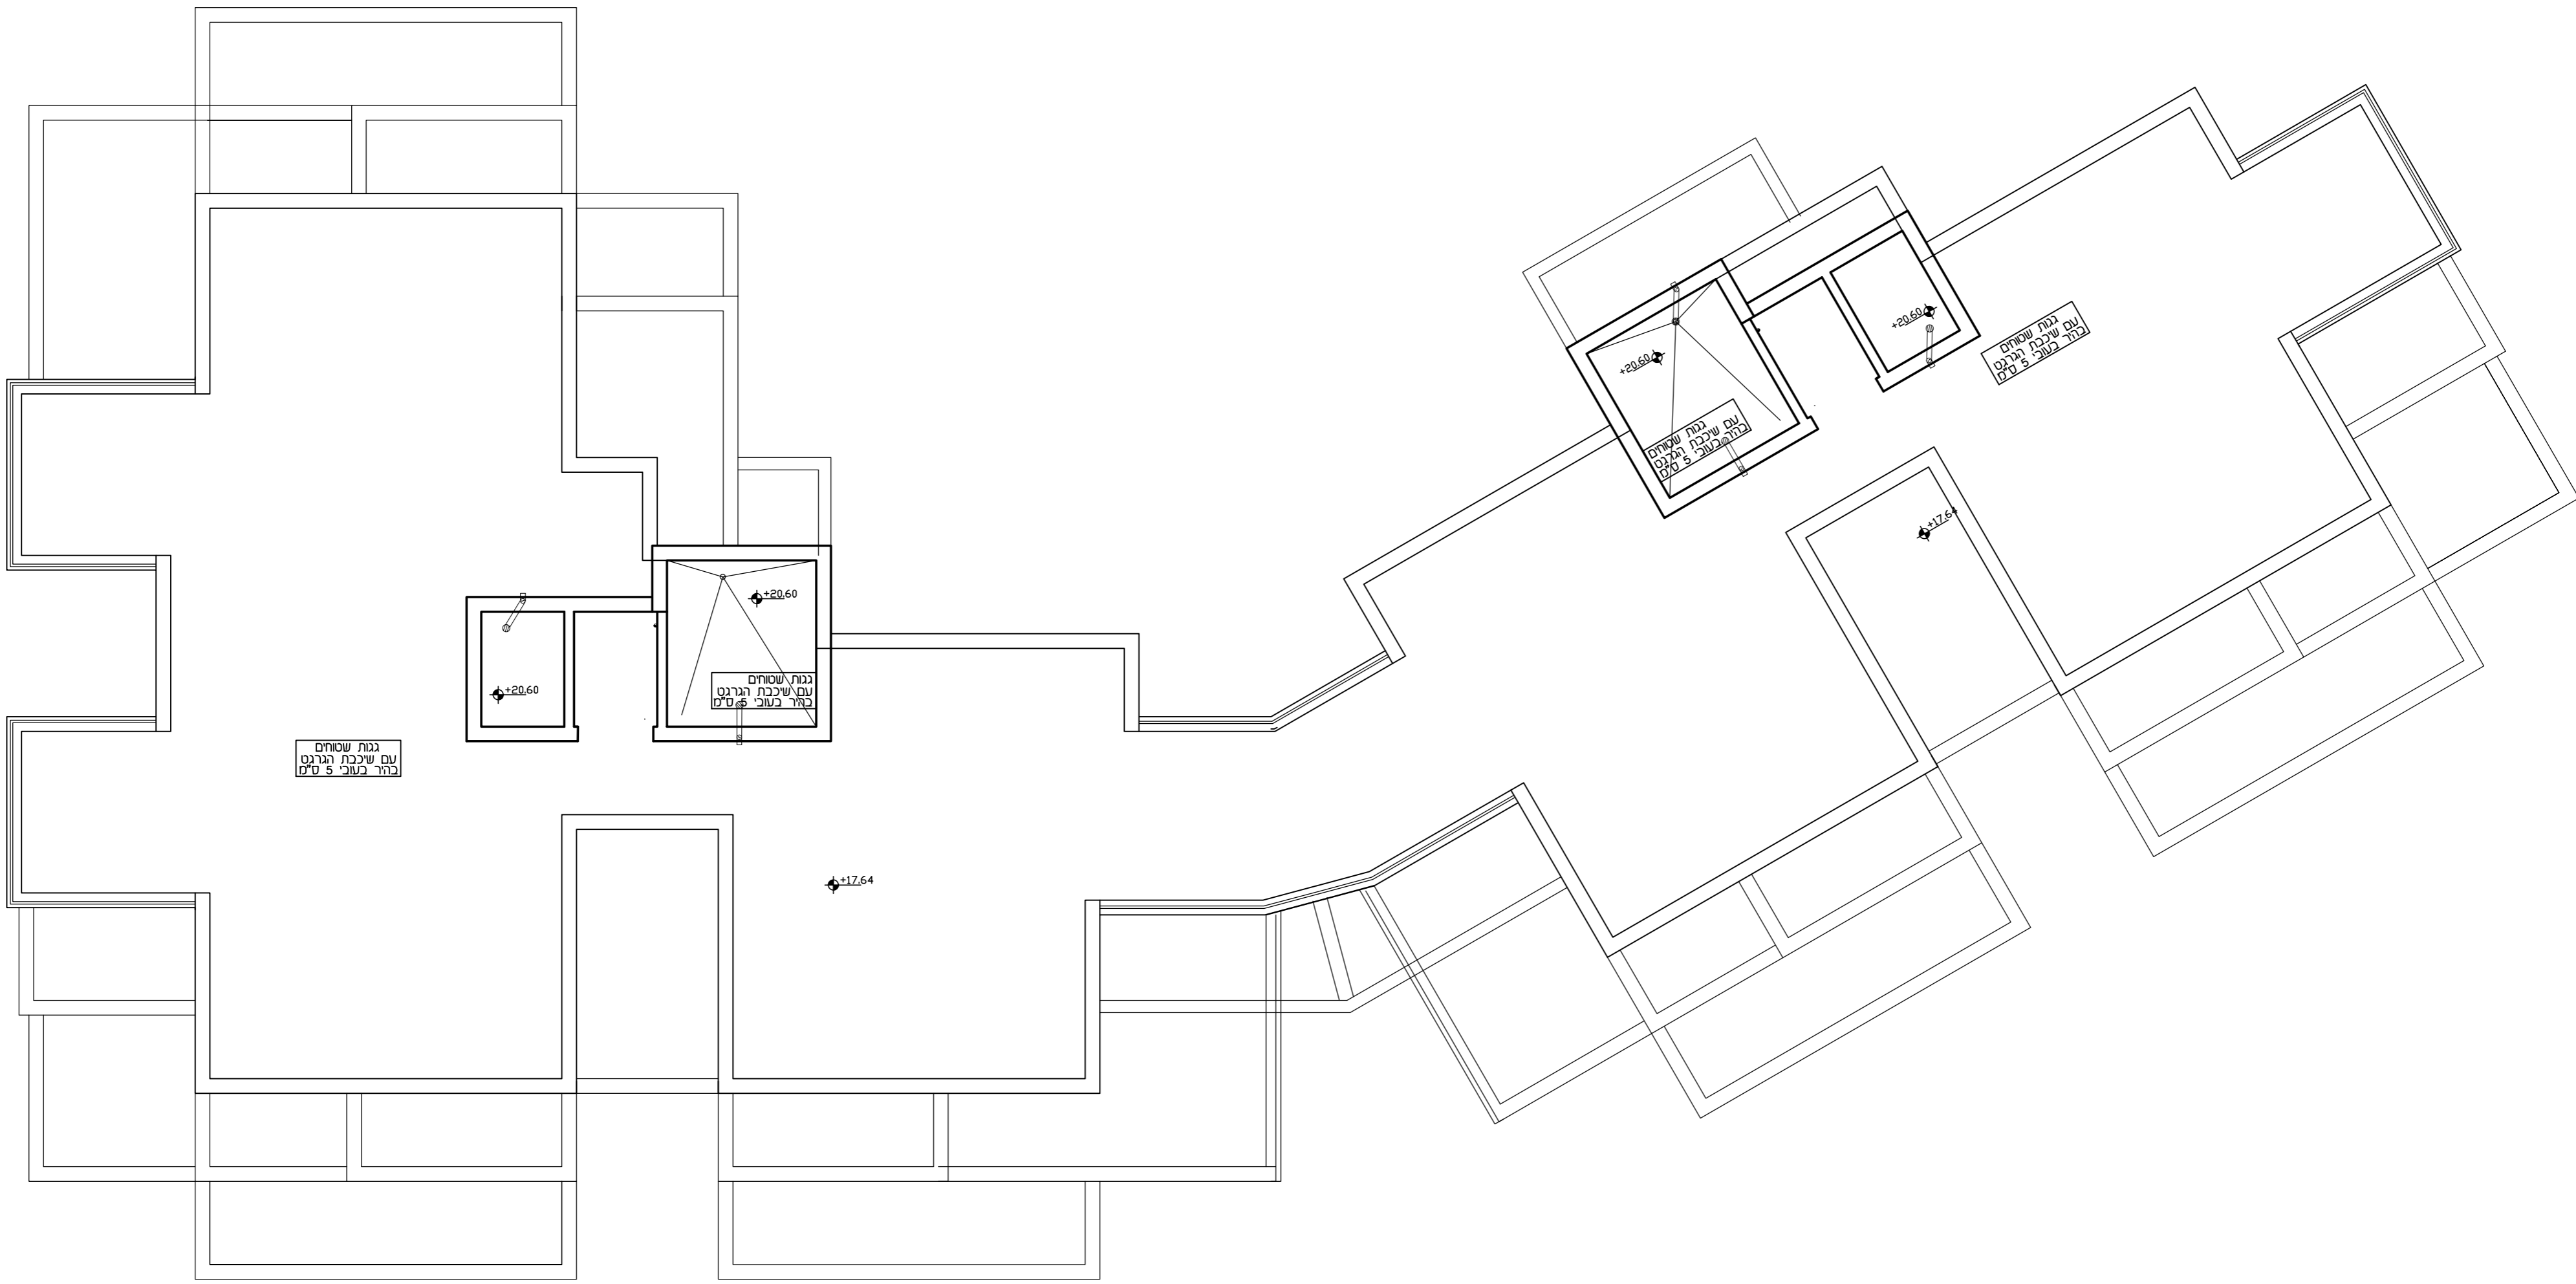 +20.60
+20.60
גגות שטוחים
עם שיכבת הגרגט
בהיר בעובי 5 ס"מ
+20.60
גגות שטוחים
עם שיכבת הגרגט
בהיר בעובי 5 ס"מ
+17.64
+20.60
גגות שטוחים
עם שיכבת הגרגט
בהיר בעובי 5 ס"מ
+20.60
גגות שטוחים
עם שיכבת הגרגט
בהיר בעובי 5 ס"מ
+17.64